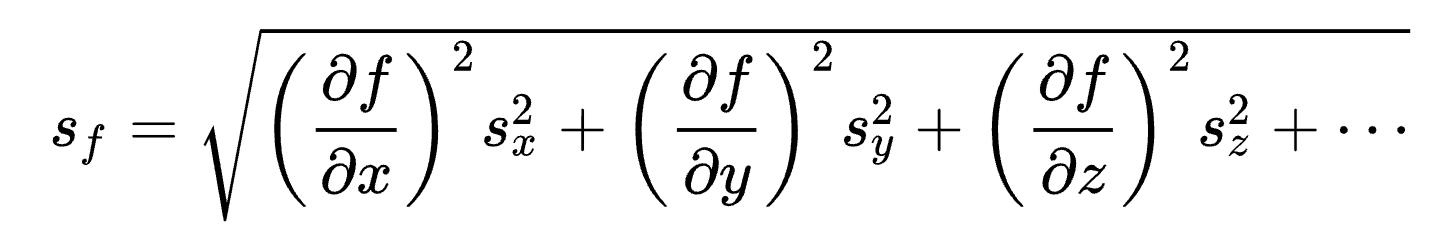 $s_f = \sqrt{\left(\frac{\partial f}{\partial x}\right)^2 s_x^2 + \left(\frac{\partial f}{\partial y}\right)^2 s_y^2 + \left(\frac{\partial f}{\partial z}\right)^2 s_z^2 + \cdots}$